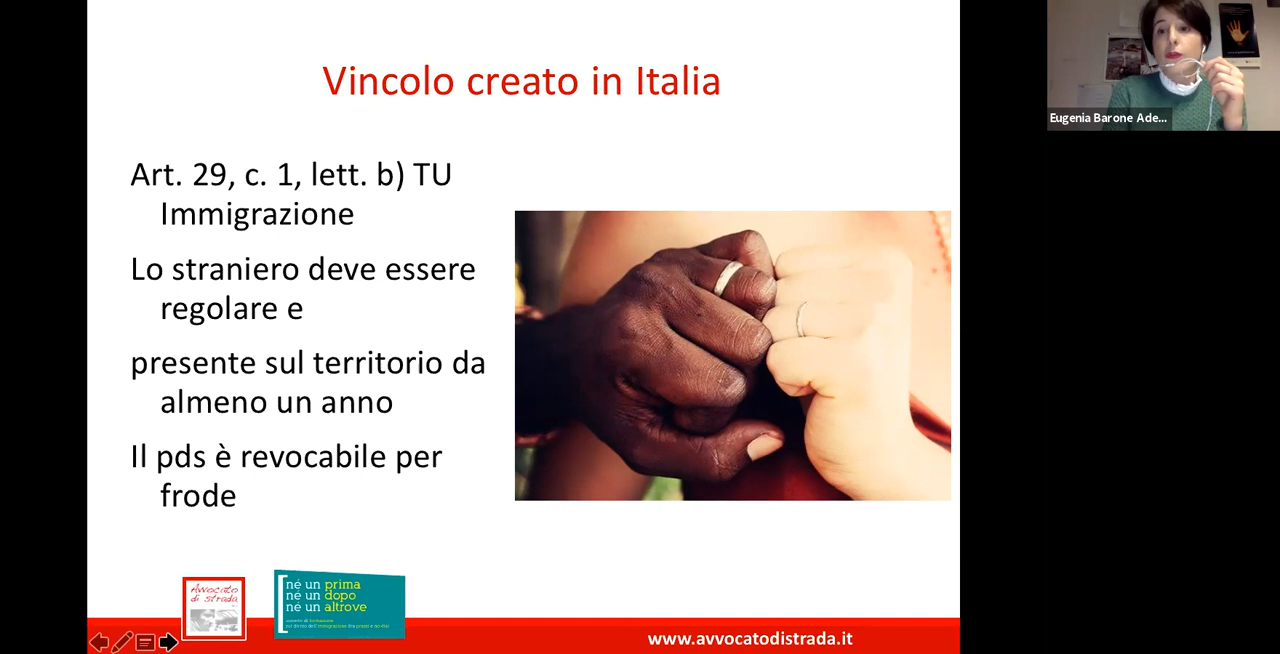 Vincolo creato in Italia
Art. 29, c. 1, lett. b) TU
Immigrazione
Lo straniero deve essere
regolare e
presente sul territorio da
almeno un anno
Il pds è revocabile per
frode
Avvocato
di strada
né un prima
né un dopo
né un altrove
www.avvocatodistrada.it
Eugenia Barone Ade...